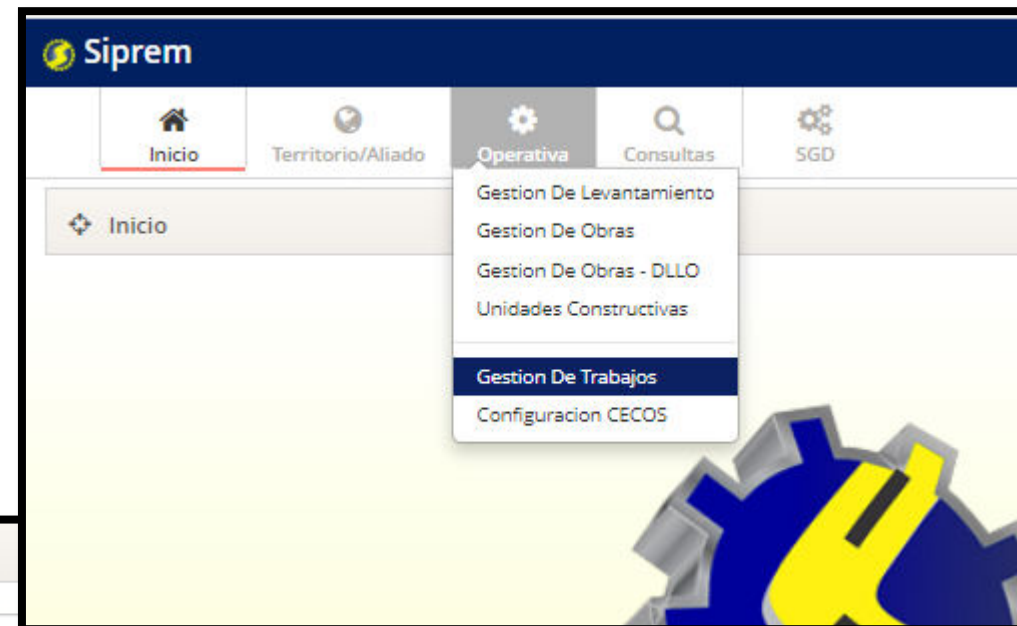 Siprem
Inicio
Territorio/Aliado
Operativa
Consultas
SGD
Inicio
Gestion De Levantamiento
Gestion De Obras
Gestion De Obras - DLLO
Unidades Constructivas
Gestion De Trabajos
Configuracion CECOS